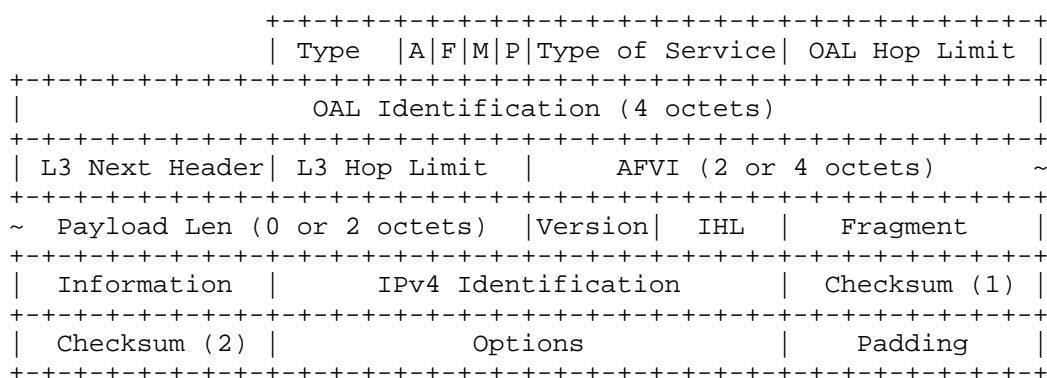 +-+-+-+-+-+-+-+-+-+-+-+-+-+-+-+-+-+-+-+-+-+-+-+-+
| Type |A|F|M|P|Type of Service| OAL Hop Limit |
+-+-+-+-+-+-+-+-+-+-+-+-+-+-+-+-+-+-+-+-+-+-+-+-+-+-+-+-+-+-+-+-+
| OAL Identification (4 octets) |
+-+-+-+-+-+-+-+-+-+-+-+-+-+-+-+-+-+-+-+-+-+-+-+-+-+-+-+-+-+-+-+-+
| L3 Next Header| L3 Hop Limit | AFVI (2 or 4 octets) ~
+-+-+-+-+-+-+-+-+-+-+-+-+-+-+-+-+-+-+-+-+-+-+-+-+-+-+-+-+-+-+-+-+
~ Payload Len (0 or 2 octets) |Version| IHL | Fragment |
+-+-+-+-+-+-+-+-+-+-+-+-+-+-+-+-+-+-+-+-+-+-+-+-+-+-+-+-+-+-+-+-+
| Information | IPv4 Identification | Checksum (1) |
+-+-+-+-+-+-+-+-+-+-+-+-+-+-+-+-+-+-+-+-+-+-+-+-+-+-+-+-+-+-+-+-+
| Checksum (2) | Options | Padding |
+-+-+-+-+-+-+-+-+-+-+-+-+-+-+-+-+-+-+-+-+-+-+-+-+-+-+-+-+-+-+-+-+